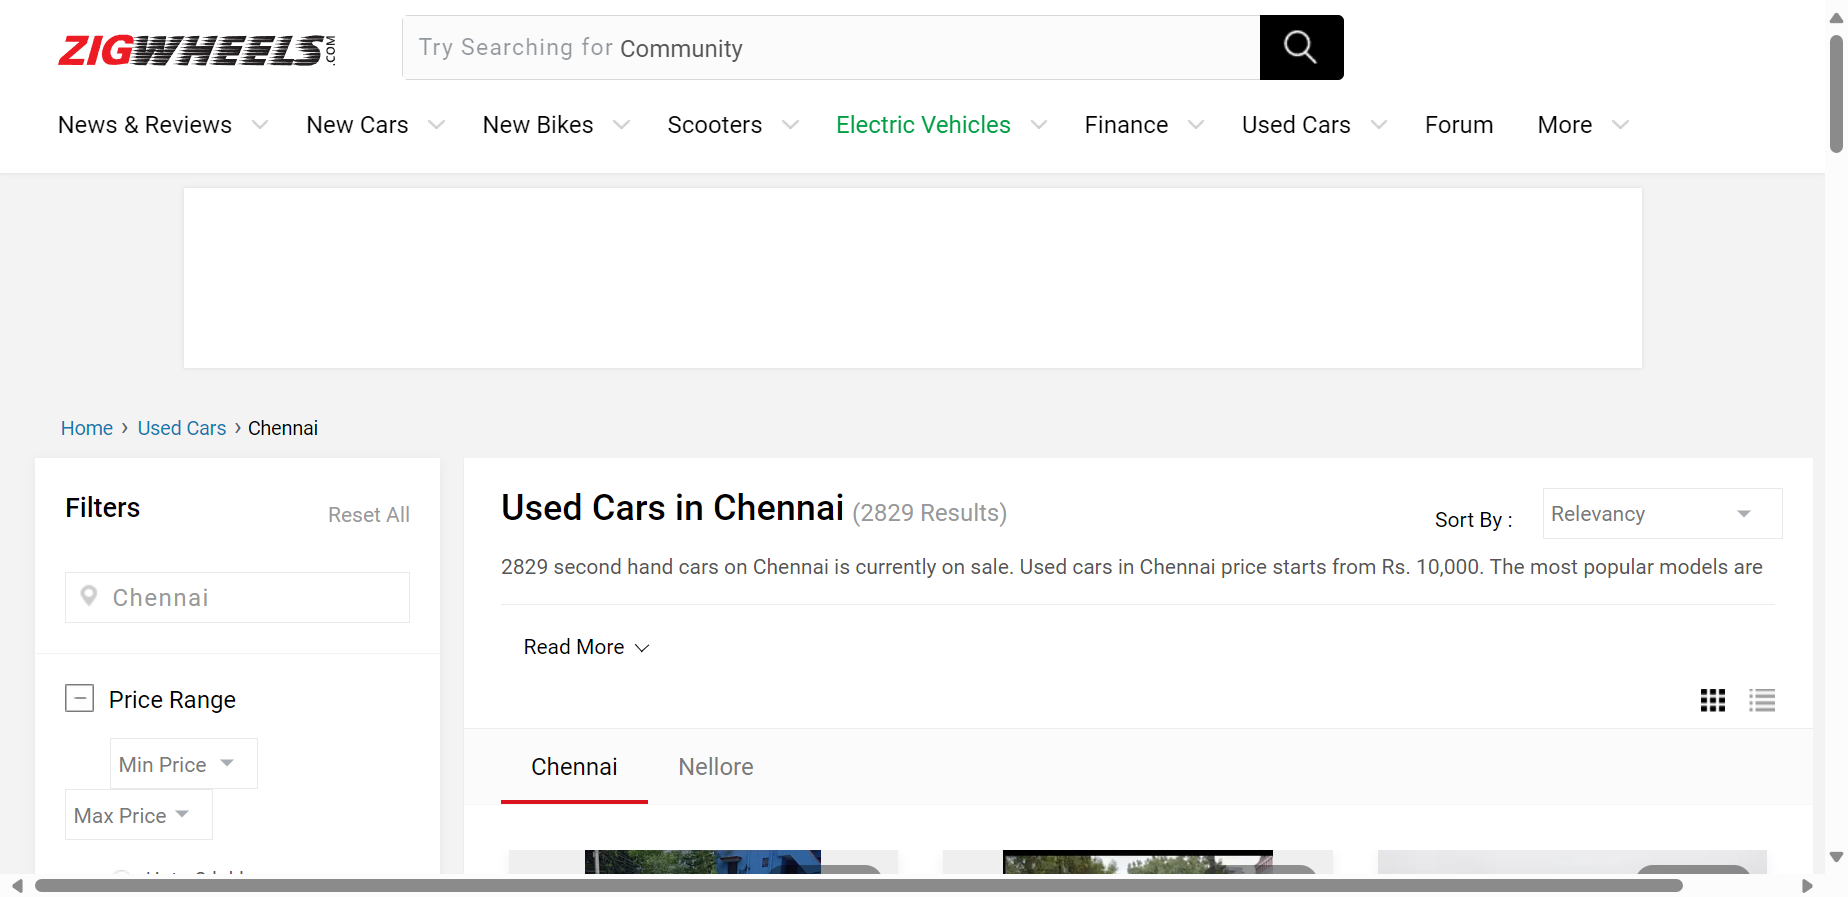 ZIGWHEELS.COM
Try Searching for Community
News & Reviews New Cars New Bikes Scooters Electric Vehicles Finance Used Cars Forum More
Home › Used Cars › Chennai
Filters
Reset All
Chennai
Price Range
Min Price
Max Price
Used Cars in Chennai (2829 Results)
Sort By : Relevancy
2829 second hand cars on Chennai is currently on sale. Used cars in Chennai price starts from Rs. 10,000. The most popular models are
Read More
Chennai Nellore